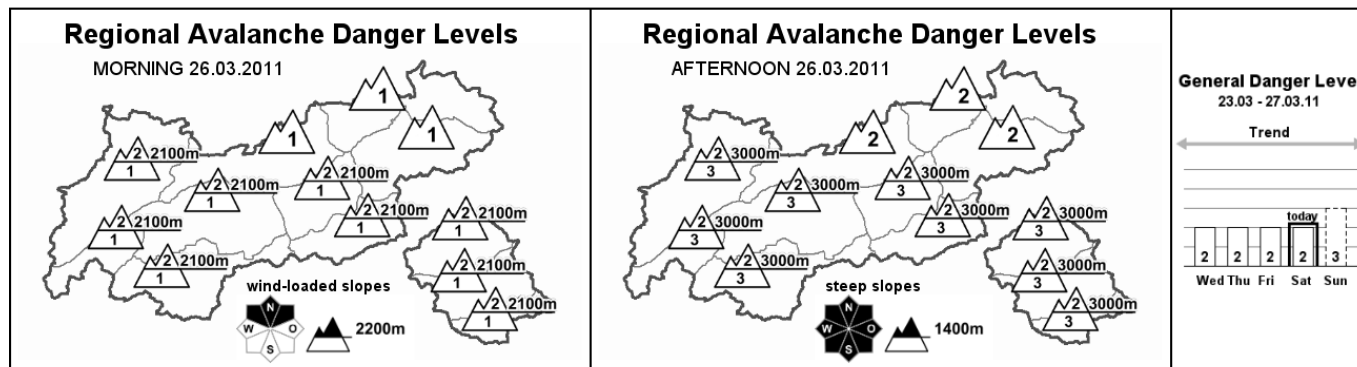 Regional Avalanche Danger Levels
MORNING 26.03.2011
1
1
1
2 2100m
1
2 2100m
1
2 2100m
1
2 2100m
1
2 2100m
1
2 2100m
1
2 2100m
1
2 2100m
1
2 2100m
1
wind-loaded slopes
N
W O
S
2200m
Regional Avalanche Danger Levels
AFTERNOON 26.03.2011
2
2
2
2 3000m
3
2 3000m
3
2 3000m
3
2 3000m
3
2 3000m
3
2 3000m
3
2 3000m
3
2 3000m
3
2 3000m
3
steep slopes
N
W O
S
1400m
General Danger Leve
23.03 - 27.03.11
Trend
today
2 2 2 2 3
Wed Thu Fri Sat Sun